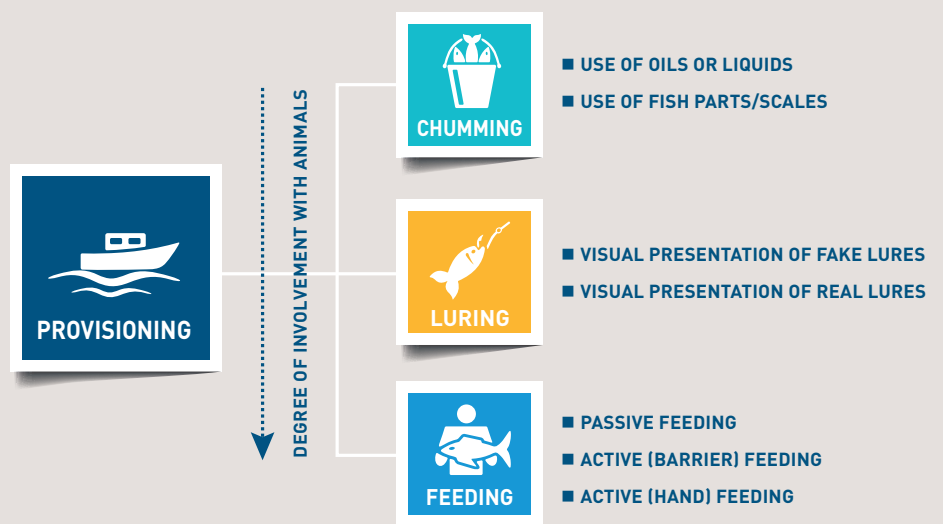 PROVISIONING
DEGREE OF INVOLVEMENT WITH ANIMALS
CHUMMING
■ USE OF OILS OR LIQUIDS
■ USE OF FISH PARTS/SCALES
LURING
■ VISUAL PRESENTATION OF FAKE LURES
■ VISUAL PRESENTATION OF REAL LURES
FEEDING
■ PASSIVE FEEDING
■ ACTIVE (BARRIER) FEEDING
■ ACTIVE (HAND) FEEDING